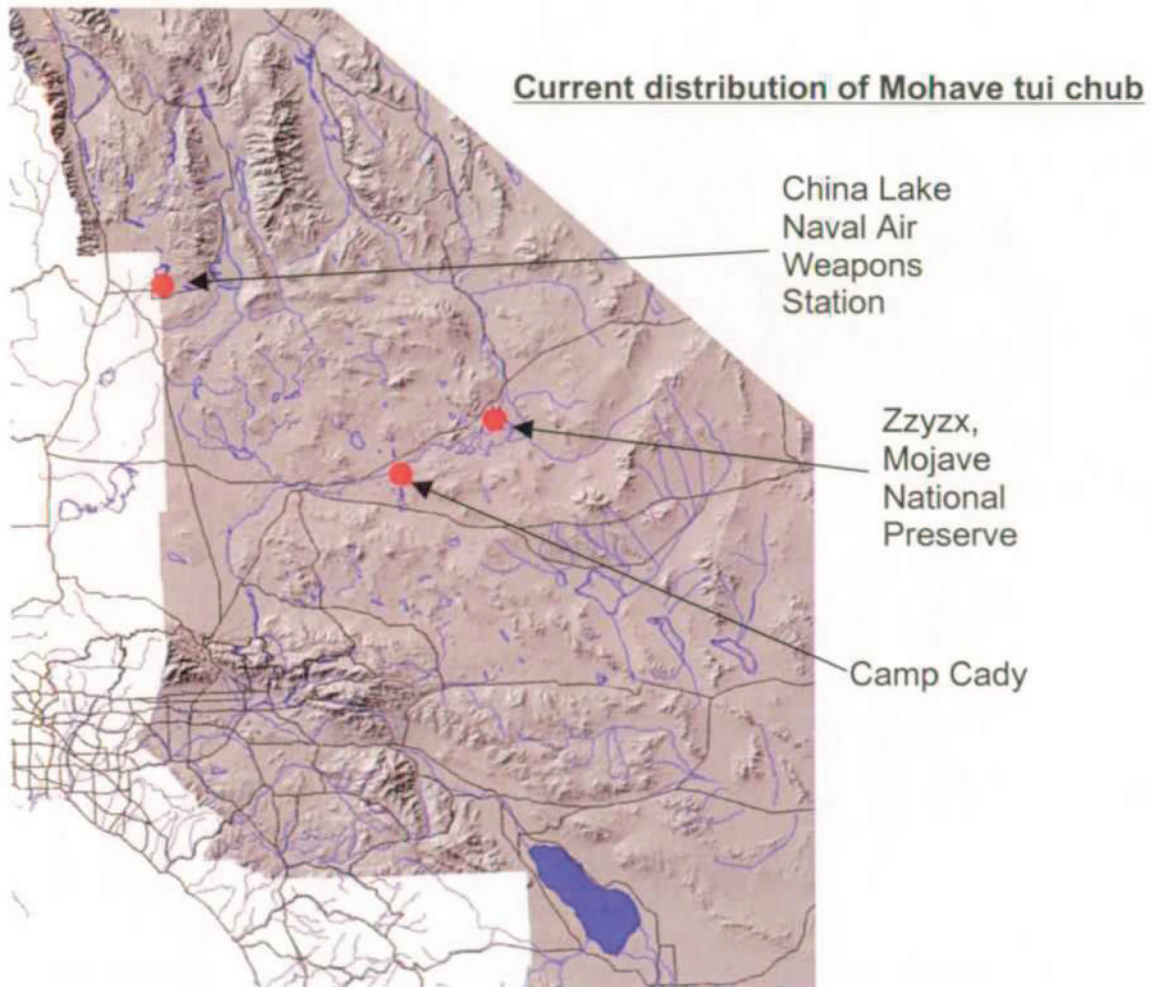 Current distribution of Mohave tui chub
China Lake
Naval Air
Weapons
Station
Zzyzx,
Mojave
National
Preserve
Camp Cady